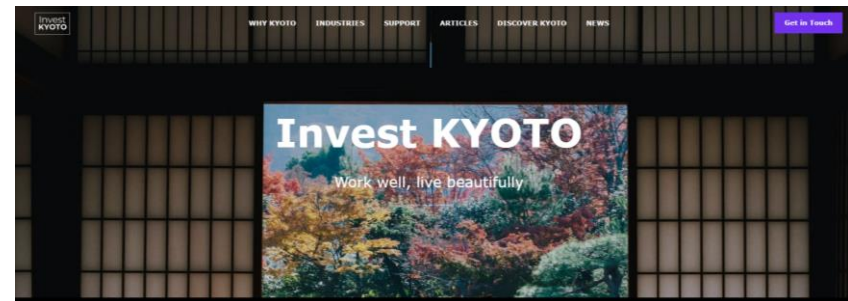 Invest
KYOTO
WHY KYOTO
INDUSTRIES
SUPPORT
ARTICLES
DISCOVER KYOTO
NEWS
Get in Touch
Invest KYOTO
Work well, live beautifully